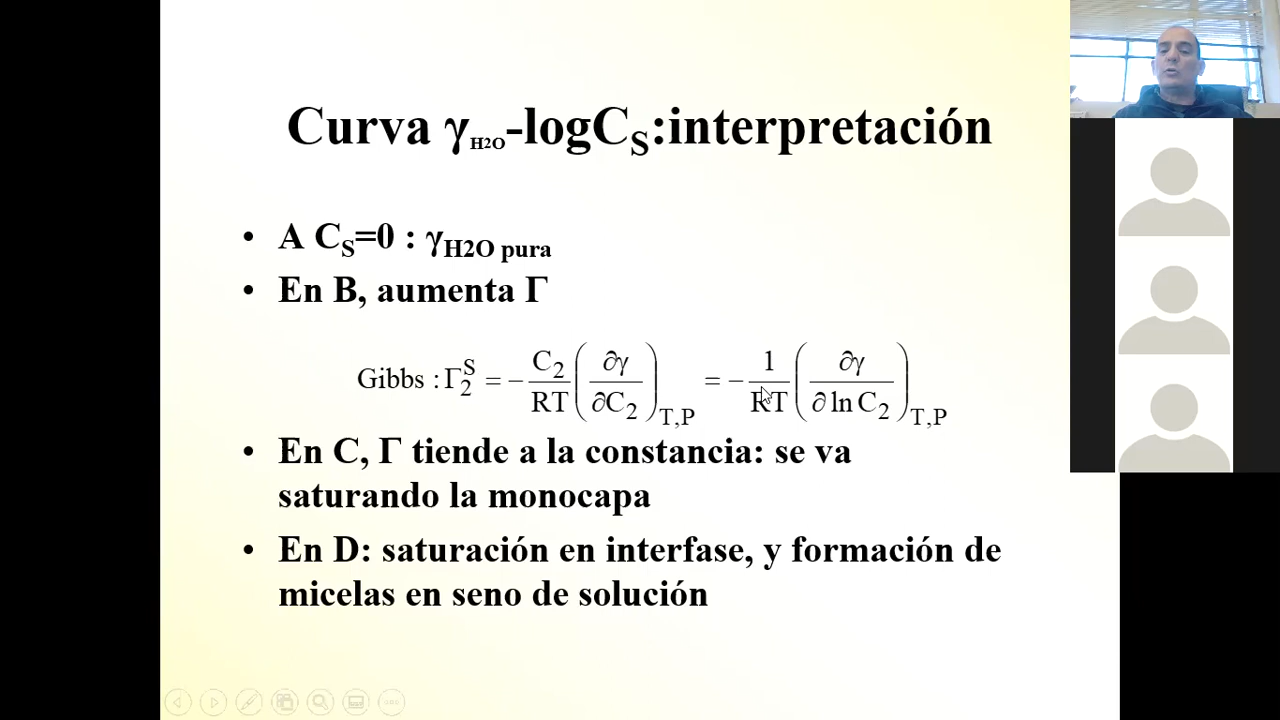 Curva γH2O-logCS:interpretación
• A CS=0 : γH2O pura
• En B, aumenta Γ
Gibbs : Γ₂ˢ = − C₂/RT (∂γ/∂C₂)T,P = − 1/RT (∂γ/∂ ln C₂)T,P
• En C, Γ tiende a la constancia: se va
saturando la monocapa
• En D: saturación en interfase, y formación de
micelas en seno de solución